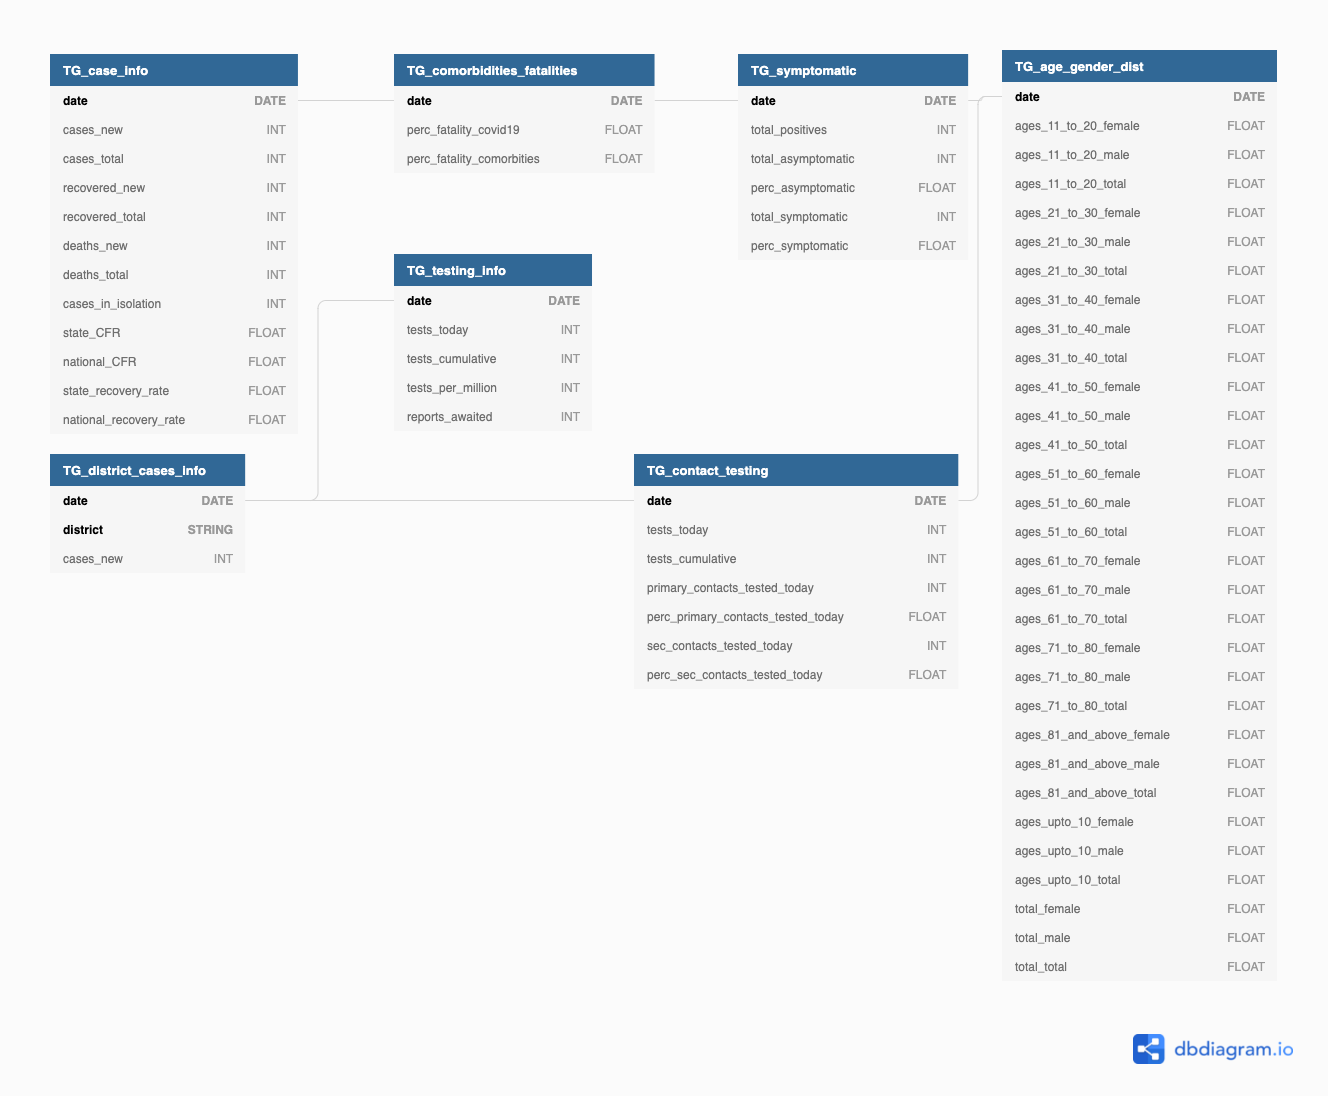 TG_case_info
date DATE
cases_new INT
cases_total INT
recovered_new INT
recovered_total INT
deaths_new INT
deaths_total INT
cases_in_isolation INT
state_CFR FLOAT
national_CFR FLOAT
state_recovery_rate FLOAT
national_recovery_rate FLOAT
TG_comorbidities_fatalities
date DATE
perc_fatality_covid19 FLOAT
perc_fatality_comorbities FLOAT
TG_symptomatic
date DATE
total_positives INT
total_asymptomatic INT
perc_asymptomatic FLOAT
total_symptomatic INT
perc_symptomatic FLOAT
TG_testing_info
date DATE
tests_today INT
tests_cumulative INT
tests_per_million INT
reports_awaited INT
TG_district_cases_info
date DATE
district STRING
cases_new INT
TG_contact_testing
date DATE
tests_today INT
tests_cumulative INT
primary_contacts_tested_today INT
perc_primary_contacts_tested_today FLOAT
sec_contacts_tested_today INT
perc_sec_contacts_tested_today FLOAT
TG_age_gender_dist
date DATE
ages_11_to_20_female FLOAT
ages_11_to_20_male FLOAT
ages_11_to_20_total FLOAT
ages_21_to_30_female FLOAT
ages_21_to_30_male FLOAT
ages_21_to_30_total FLOAT
ages_31_to_40_female FLOAT
ages_31_to_40_male FLOAT
ages_31_to_40_total FLOAT
ages_41_to_50_female FLOAT
ages_41_to_50_male FLOAT
ages_41_to_50_total FLOAT
ages_51_to_60_female FLOAT
ages_51_to_60_male FLOAT
ages_51_to_60_total FLOAT
ages_61_to_70_female FLOAT
ages_61_to_70_male FLOAT
ages_61_to_70_total FLOAT
ages_71_to_80_female FLOAT
ages_71_to_80_male FLOAT
ages_71_to_80_total FLOAT
ages_81_and_above_female FLOAT
ages_81_and_above_male FLOAT
ages_81_and_above_total FLOAT
ages_upto_10_female FLOAT
ages_upto_10_male FLOAT
ages_upto_10_total FLOAT
total_female FLOAT
total_male FLOAT
total_total FLOAT
dbdiagram.io